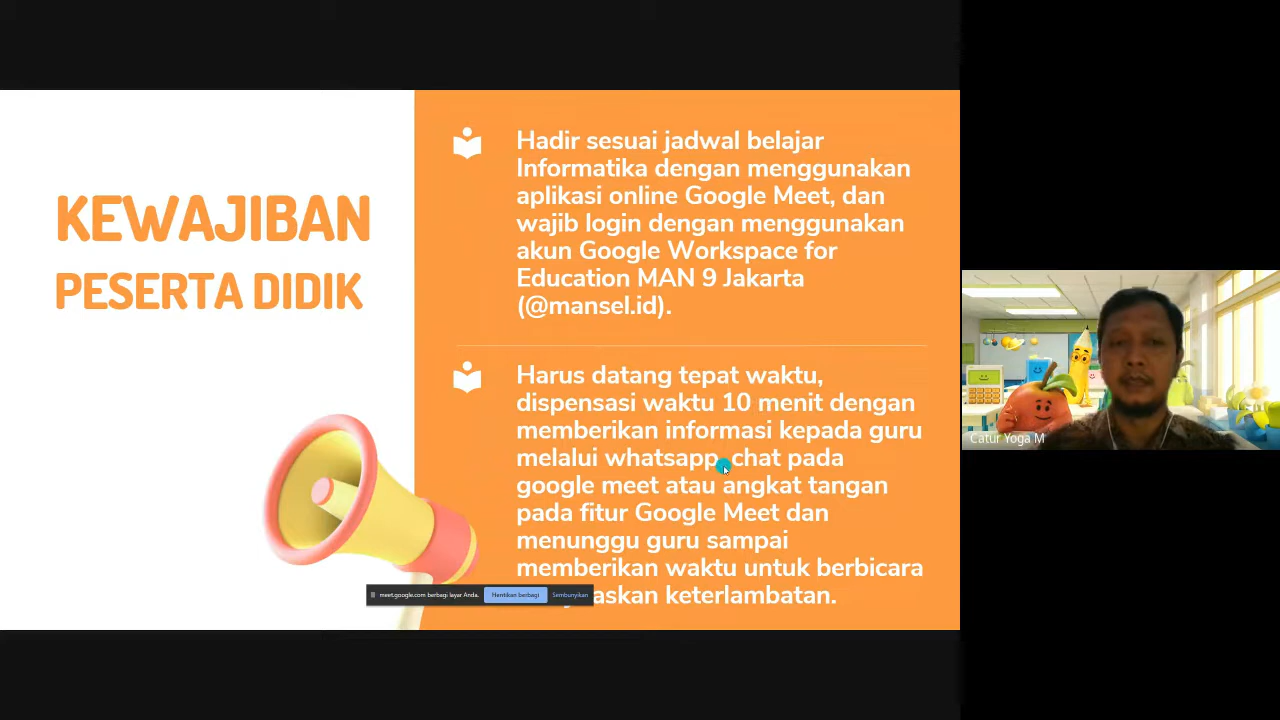 KEWAJIBAN
PESERTA DIDIK
Hadir sesuai jadwal belajar
Informatika dengan menggunakan
aplikasi online Google Meet, dan
wajib login dengan menggunakan
akun Google Workspace for
Education MAN 9 Jakarta
(@mansel.id).
Harus datang tepat waktu,
dispensasi waktu 10 menit dengan
memberikan informasi kepada guru
melalui whatsapp, chat pada
google meet atau angkat tangan
pada fitur Google Meet dan
menunggu guru sampai
memberikan waktu untuk berbicara
askan keterlambatan.
meet.google.com berbagi layar Anda.
Hentikan berbagi
Sembunyikan
Catur Yoga M